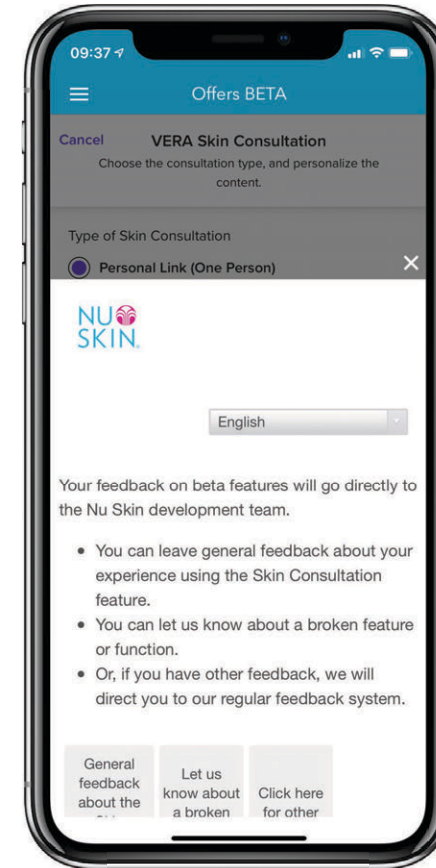 09:37
Offers BETA
Cancel VERA Skin Consultation
Choose the consultation type, and personalize the
content.
Type of Skin Consultation
Personal Link (One Person)
NU
SKIN.
English
Your feedback on beta features will go directly to
the Nu Skin development team.
• You can leave general feedback about your
experience using the Skin Consultation
feature.
• You can let us know about a broken feature
or function.
• Or, if you have other feedback, we will
direct you to our regular feedback system.
General
feedback
about the
Let us
know about
a broken
Click here
for other